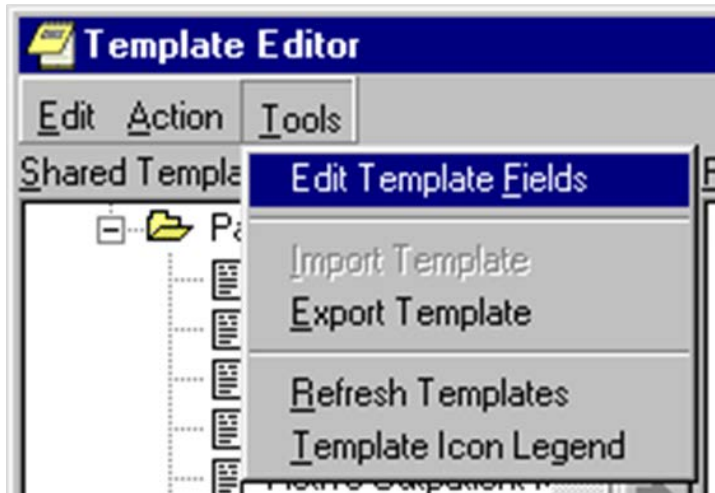 Template Editor
Edit Action Tools
Shared Templa
Edit Template Fields
Pa
Import Template
Export Template
Refresh Templates
Template Icon Legend